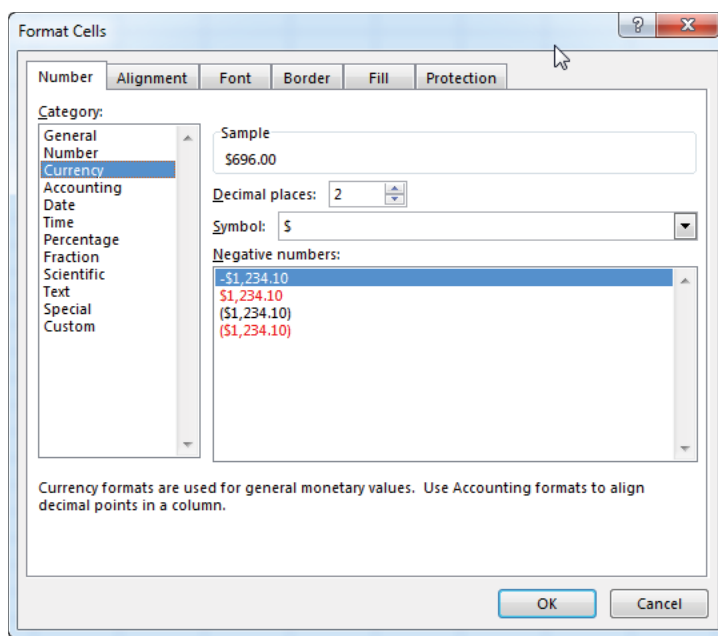 Format Cells
?
Number Alignment Font Border Fill Protection
Category:
General
Number
Currency
Accounting
Date
Time
Percentage
Fraction
Scientific
Text
Special
Custom
Sample
$696.00
Decimal places: 2
Symbol: $
Negative numbers:
-$1,234.10
$1,234.10
($1,234.10)
($1,234.10)
Currency formats are used for general monetary values. Use Accounting formats to align
decimal points in a column.
OK Cancel